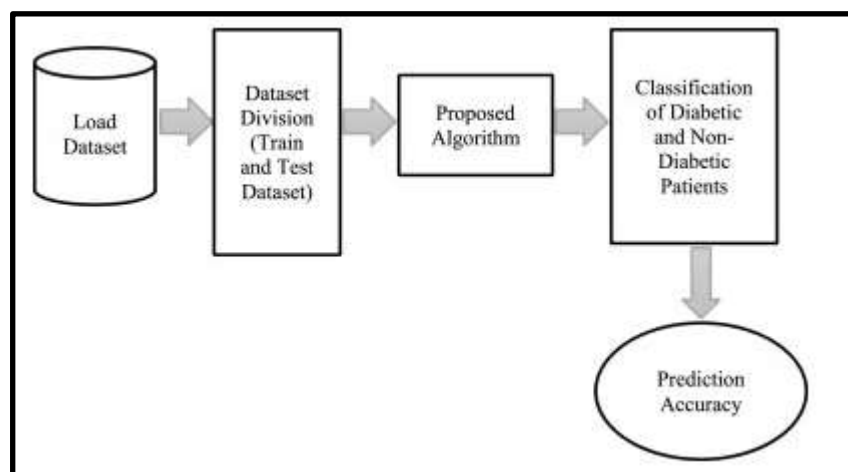 Load
Dataset
Dataset
Division
(Train
and Test
Dataset)
Proposed
Algorithm
Classification
of Diabetic
and Non-
Diabetic
Patients
Prediction
Accuracy